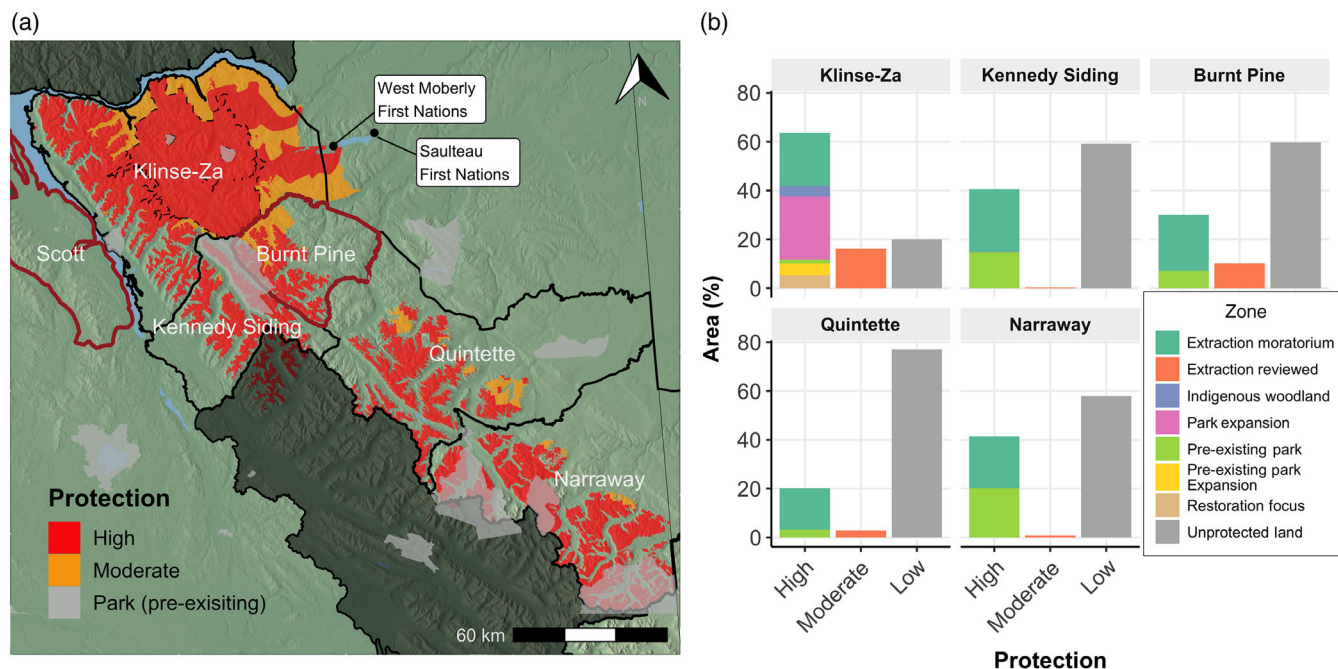 (a)
N
West Moberly
First Nations
Saulteau
First Nations
Klinse-Za
Scott
Burnt Pine
Kennedy Siding
Quintette
Narraway
Protection
High
Moderate
Park (pre-exisiting)
60 km
(b)
Klinse-Za
Kennedy Siding
Burnt Pine
80
60
40
20
0
Quintette
Narraway
80
60
40
20
0
Area (%)
High
Moderate
Low
High
Moderate
Low
Protection
Zone
Extraction moratorium
Extraction reviewed
Indigenous woodland
Park expansion
Pre-existing park
Pre-existing park
Expansion
Restoration focus
Unprotected land